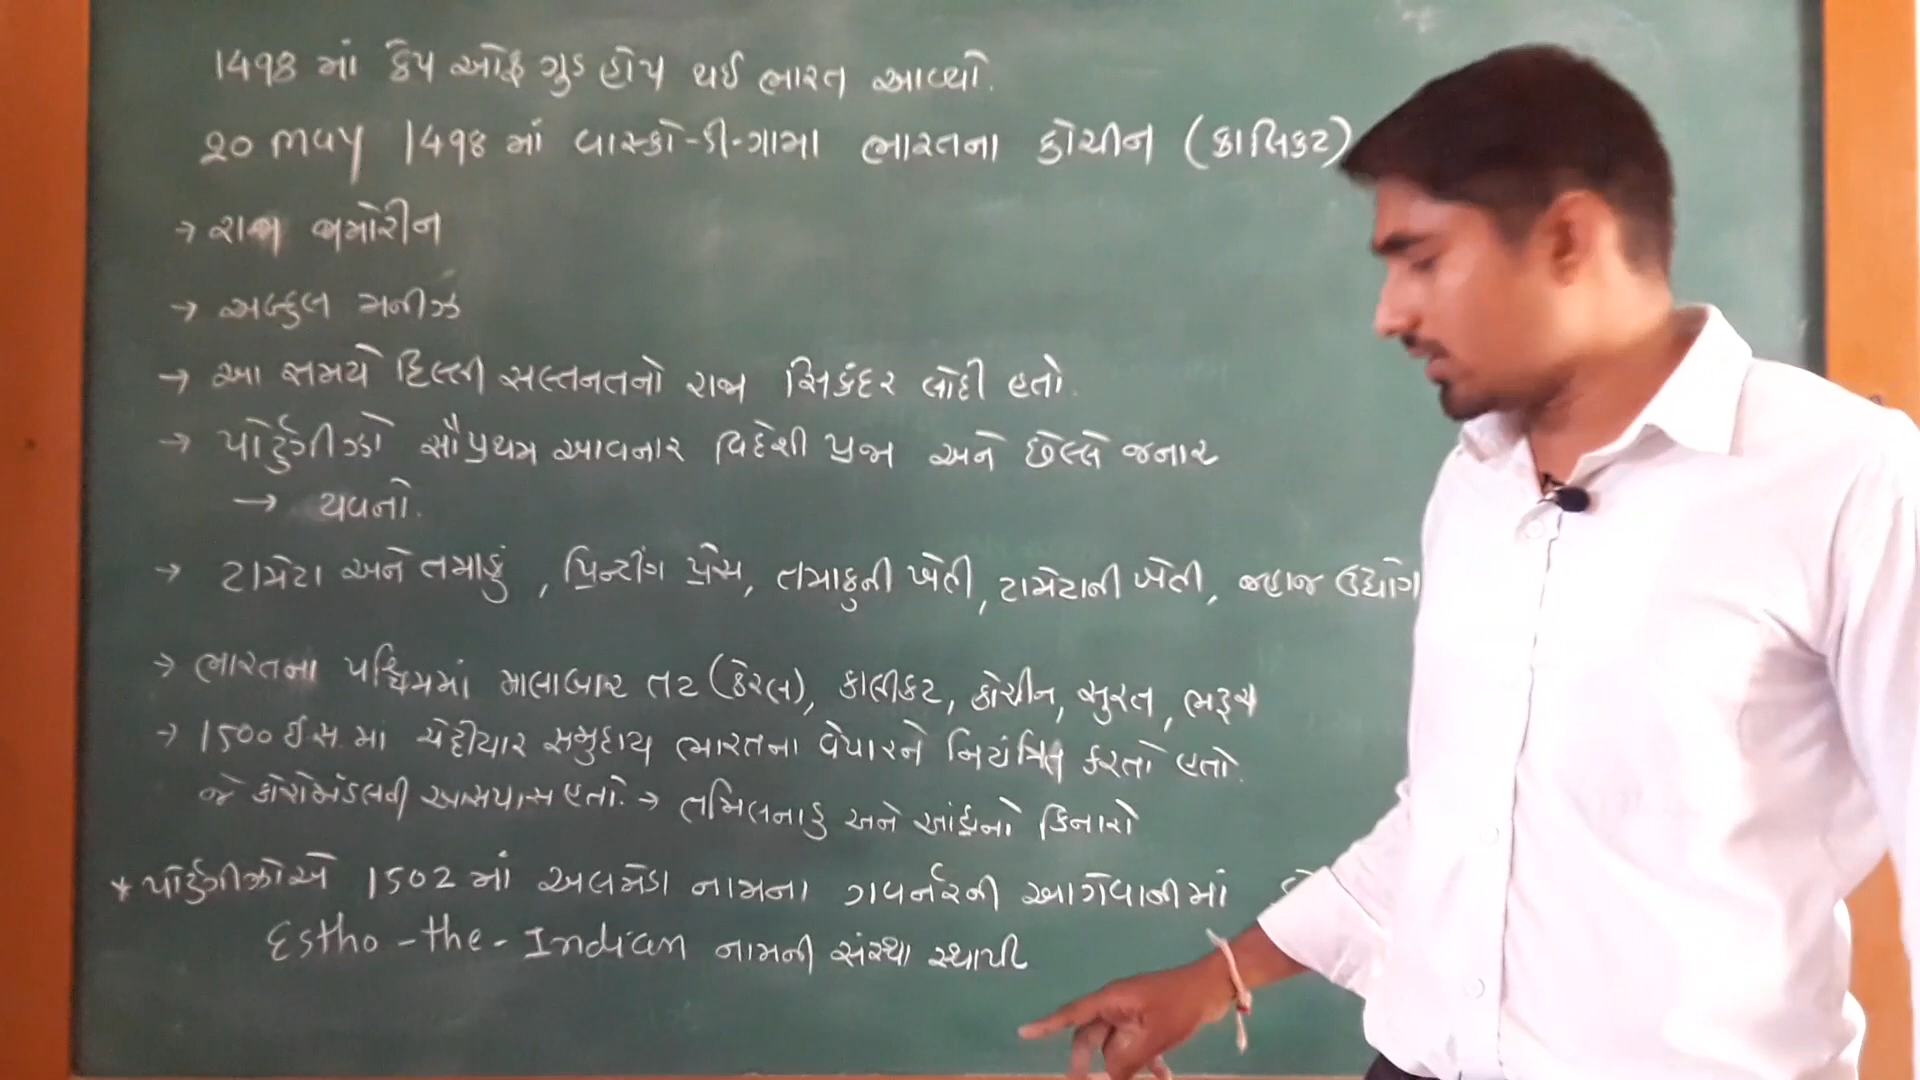 1498 માં કેપ ઓફ ગુડ હોપ થઈ ભારત આવ્યો.
20 may 1498 માં વાસ્કો-ડી-ગામા ભારતના કોચીન (કાલિકટ)
→ રાજા જામોરીન
→ અબ્દુલ મનીઝ
→ આ સમયે દિલ્લી સલ્તનતનો રાજા સિકંદર લોદી હતો.
→ પોર્ટુગીઝો સૌપ્રથમ આવનાર વિદેશી પ્રજા અને છેલ્લે જનાર
→ યવનો.
→ ટામેટા અને તમાકું, પ્રિન્ટીંગ પ્રેસ, તમાકુની ખેતી, ટામેટાની ખેતી, જહાજ ઉદ્યોગ
→ ભારતના પશ્ચિમમાં માલાબાર તટ (કેરલ), કાલીકટ, કોચીન, સુરત, ભરૂચ
→ 1500 ઈ.સ. માં ચેટ્ટીયાર સમુદાય ભારતના વેપારને નિયંત્રિત કરતો હતો.
જે કોરોમંડલની આસપાસ હતો. → તમિલનાડુ અને આંધ્રનો કિનારો
* પોર્ટુગીઝોએ 1502 માં અલમેડા નામના ગવર્નરની આગેવાનીમાં
Estho-the-Indian નામની સંસ્થા સ્થાપી